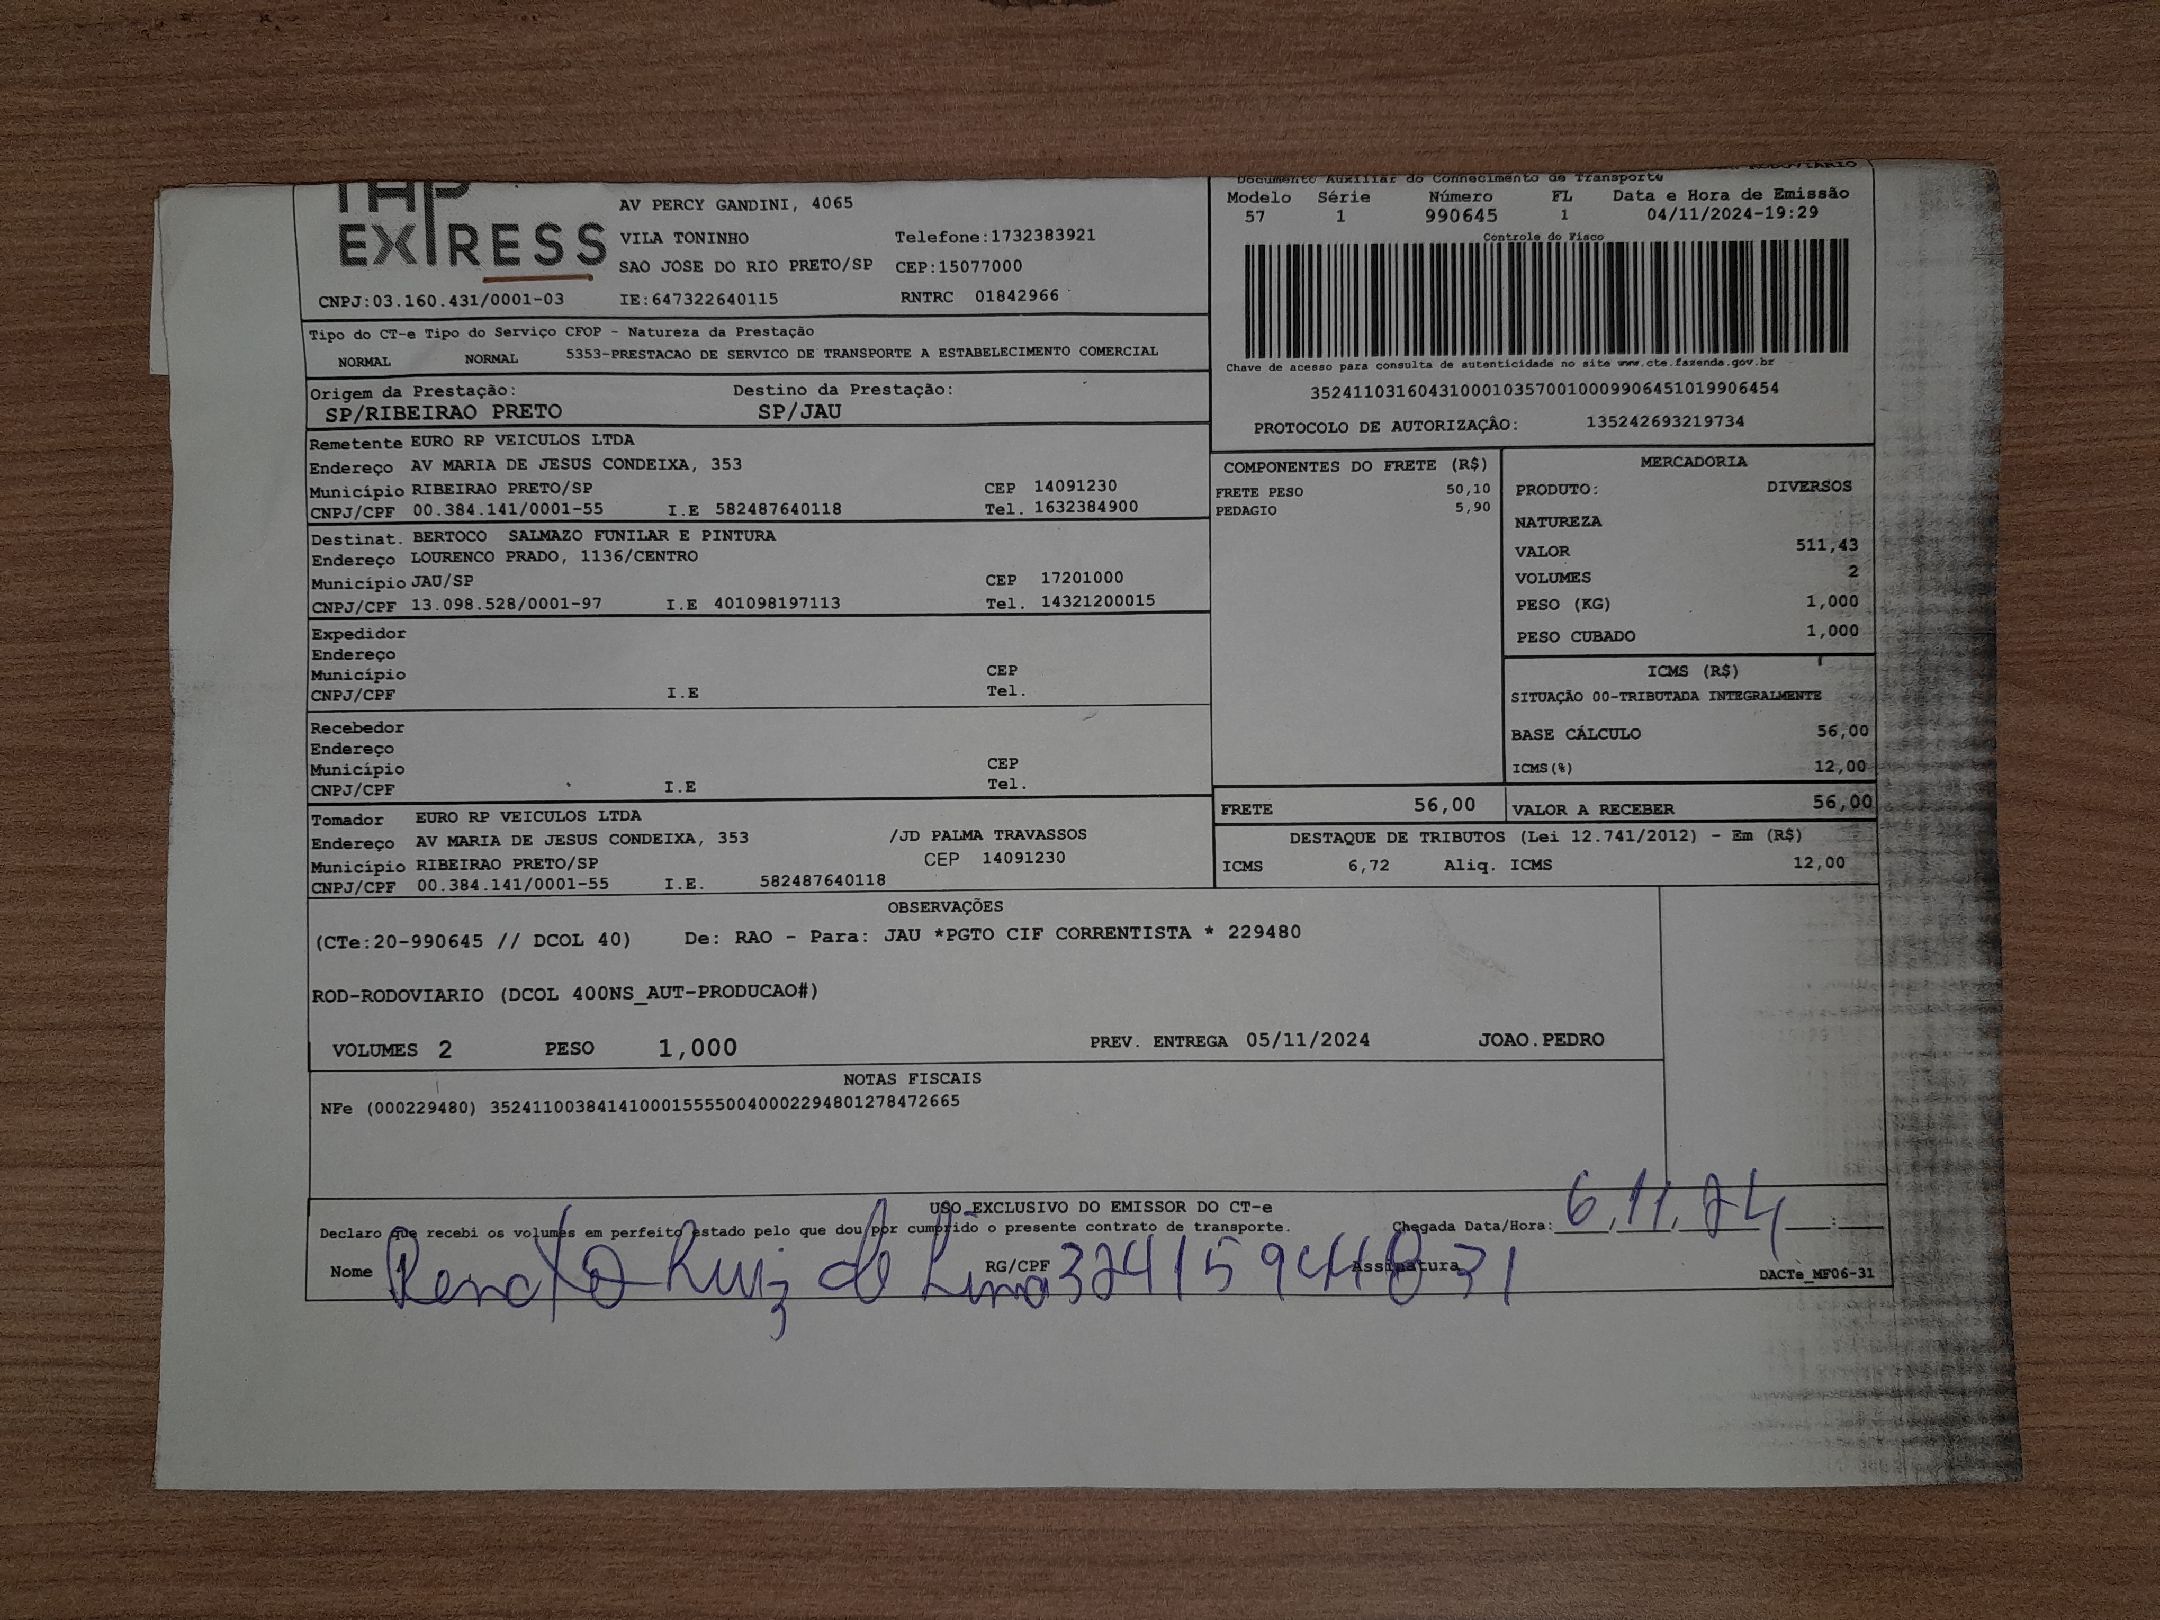 EXPRESS
AV PERCY GANDINI, 4065
VILA TONINHO Telefone:1732383921
SAO JOSE DO RIO PRETO/SP CEP:15077000
CNPJ:03.160.431/0001-03 IE:647322640115 RNTRC 01842966
Documento Auxiliar do Conhecimento de Transporte
Modelo Série Número FL Data e Hora de Emissão
57 1 990645 1 04/11/2024-19:29
Controle do Fisco
Chave de acesso para consulta de autenticidade no site www.cte.fazenda.gov.br
35241103160431000103570010009906451019906454
PROTOCOLO DE AUTORIZAÇÂO: 135242693219734
Tipo do CT-e Tipo do Serviço CFOP - Natureza da Prestação
NORMAL NORMAL 5353-PRESTACAO DE SERVICO DE TRANSPORTE A ESTABELECIMENTO COMERCIAL
Origem da Prestação: Destino da Prestação:
SP/RIBEIRAO PRETO SP/JAU
Remetente EURO RP VEICULOS LTDA
Endereço AV MARIA DE JESUS CONDEIXA, 353
Município RIBEIRAO PRETO/SP CEP 14091230
CNPJ/CPF 00.384.141/0001-55 I.E 582487640118 Tel. 1632384900
Destinat. BERTOCO SALMAZO FUNILAR E PINTURA
Endereço LOURENCO PRADO, 1136/CENTRO
Município JAU/SP CEP 17201000
CNPJ/CPF 13.098.528/0001-97 I.E 401098197113 Tel. 14321200015
Expedidor
Endereço
Município CEP
CNPJ/CPF I.E Tel.
Recebedor
Endereço
Município CEP
CNPJ/CPF I.E Tel.
Tomador EURO RP VEICULOS LTDA
Endereço AV MARIA DE JESUS CONDEIXA, 353 /JD PALMA TRAVASSOS
Município RIBEIRAO PRETO/SP CEP 14091230
CNPJ/CPF 00.384.141/0001-55 I.E. 582487640118
COMPONENTES DO FRETE (R$)
FRETE PESO 50,10
PEDAGIO 5,90
MERCADORIA
PRODUTO: DIVERSOS
NATUREZA
VALOR 511,43
VOLUMES 2
PESO (KG) 1,000
PESO CUBADO 1,000
ICMS (R$)
SITUAÇÃO 00-TRIBUTADA INTEGRALMENTE
BASE CÁLCULO 56,00
ICMS(%) 12,00
FRETE 56,00 VALOR A RECEBER 56,00
DESTAQUE DE TRIBUTOS (Lei 12.741/2012) - Em (R$)
ICMS 6,72 Aliq. ICMS 12,00
OBSERVAÇÕES
(CTe:20-990645 // DCOL 40) De: RAO - Para: JAU *PGTO CIF CORRENTISTA * 229480
ROD-RODOVIARIO (DCOL 400NS_AUT-PRODUCAO#)
VOLUMES 2 PESO 1,000 PREV. ENTREGA 05/11/2024 JOAO.PEDRO
NOTAS FISCAIS
NFe (000229480) 35241100384141000155550040002294801278472665
USO EXCLUSIVO DO EMISSOR DO CT-e
Declaro que recebi os volumes em perfeito estado pelo que dou por cumprido o presente contrato de transporte. Chegada Data/Hora: 6/11/24 :
Nome Renato Ruiz de Lima RG/CPF Assinatura
DACTe_MF06-31